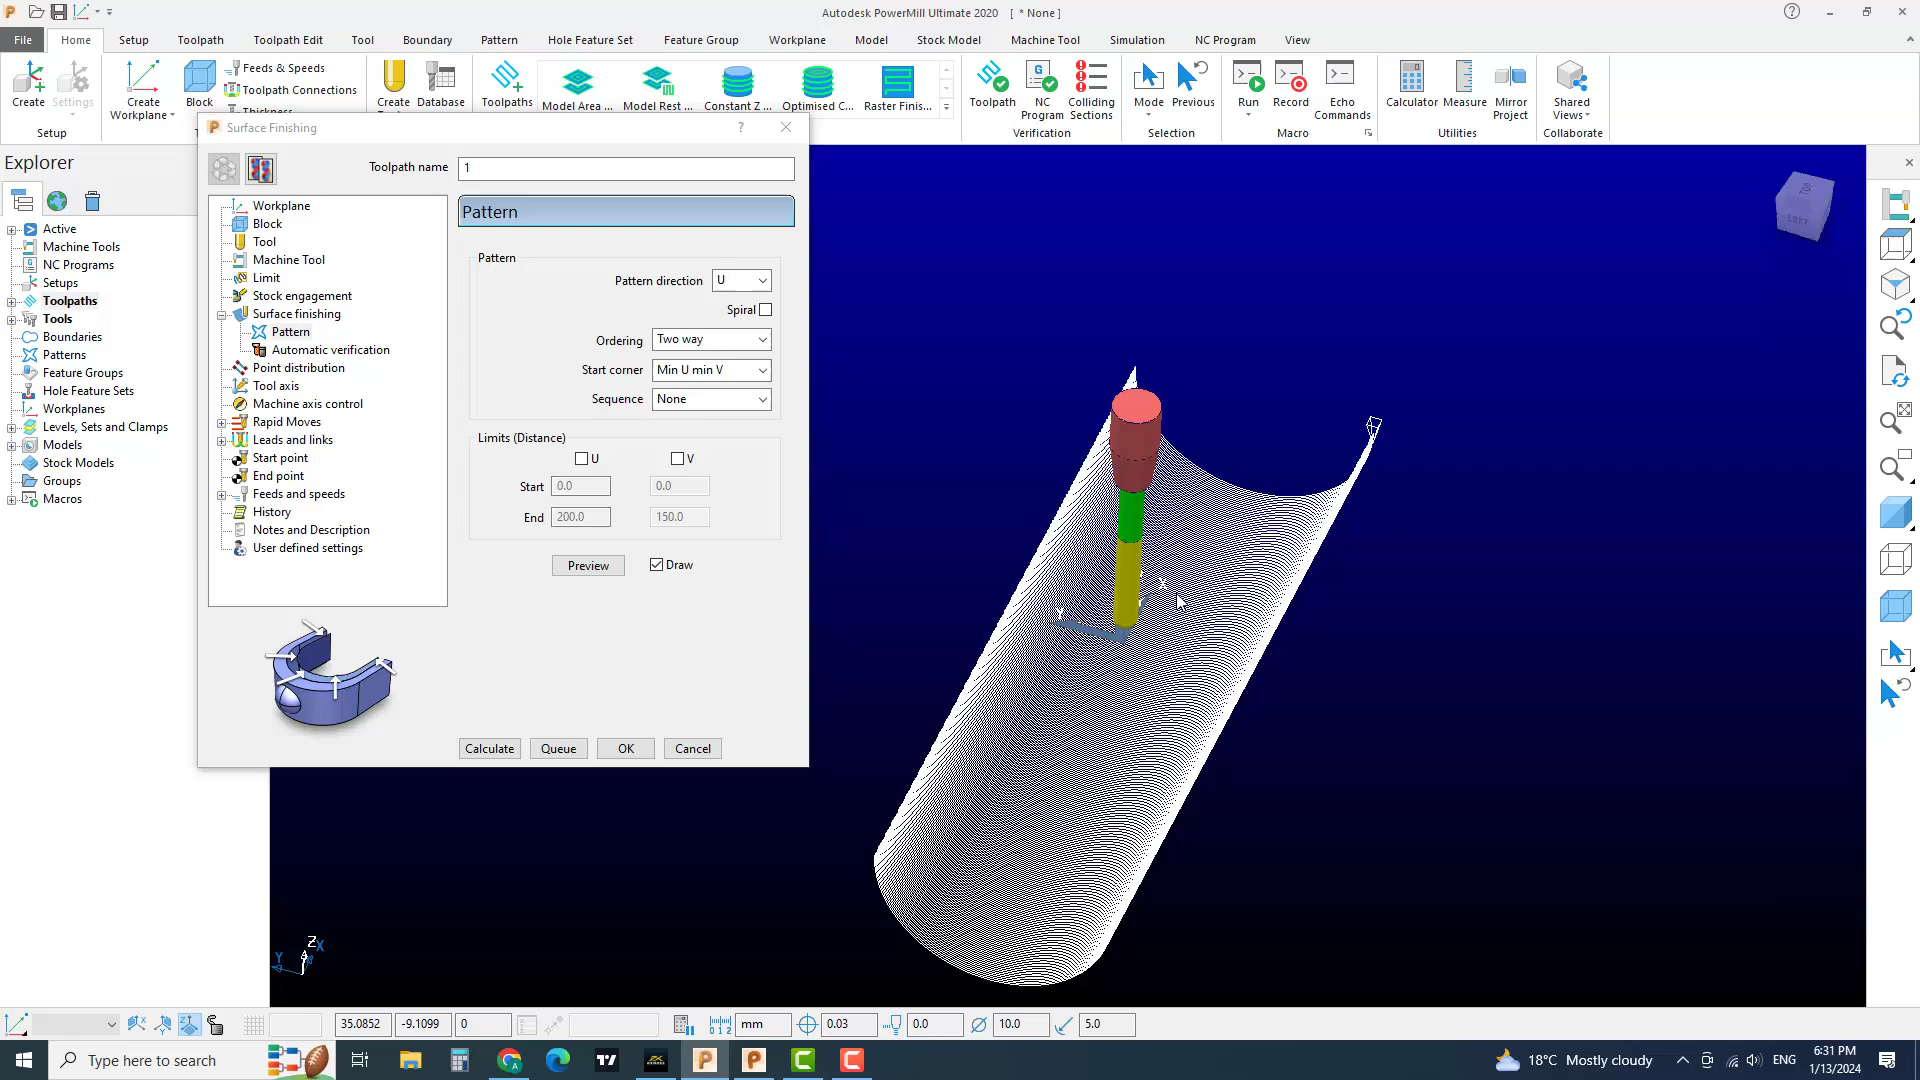 Autodesk PowerMill Ultimate 2020 [ * None ]
File Home Setup Toolpath Toolpath Edit Tool Boundary Pattern Hole Feature Set Feature Group Workplane Model Stock Model Machine Tool Simulation NC Program View
Create
Settings
Setup
Create
Workplane
Block
Feeds & Speeds
Toolpath Connections
Create
Database
Toolpaths
Model Area ...
Model Rest ...
Constant Z ...
Optimised C...
Raster Finis...
Toolpath
NC
Program
Colliding
Sections
Verification
Mode
Previous
Selection
Run
Record
Echo
Commands
Macro
Calculator
Measure
Mirror
Project
Utilities
Shared
Views
Collaborate
Explorer
Active
Machine Tools
NC Programs
Setups
Toolpaths
Tools
Boundaries
Patterns
Feature Groups
Hole Feature Sets
Workplanes
Levels, Sets and Clamps
Models
Stock Models
Groups
Macros
Surface Finishing
?
Toolpath name 1
Workplane
Block
Tool
Machine Tool
Limit
Stock engagement
Surface finishing
Pattern
Automatic verification
Point distribution
Tool axis
Machine axis control
Rapid Moves
Leads and links
Start point
End point
Feeds and speeds
History
Notes and Description
User defined settings
Pattern
Pattern
Pattern direction U
Spiral
Ordering Two way
Start corner Min U min V
Sequence None
Limits (Distance)
U V
Start 0.0 0.0
End 200.0 150.0
Preview Draw
Calculate Queue OK Cancel
TOP
LEFT
Z
X
Y
35.0852 -9.1099 0 mm 0.03 0.0 10.0 5.0
Type here to search
18°C Mostly cloudy
ENG
6:31 PM
1/13/2024